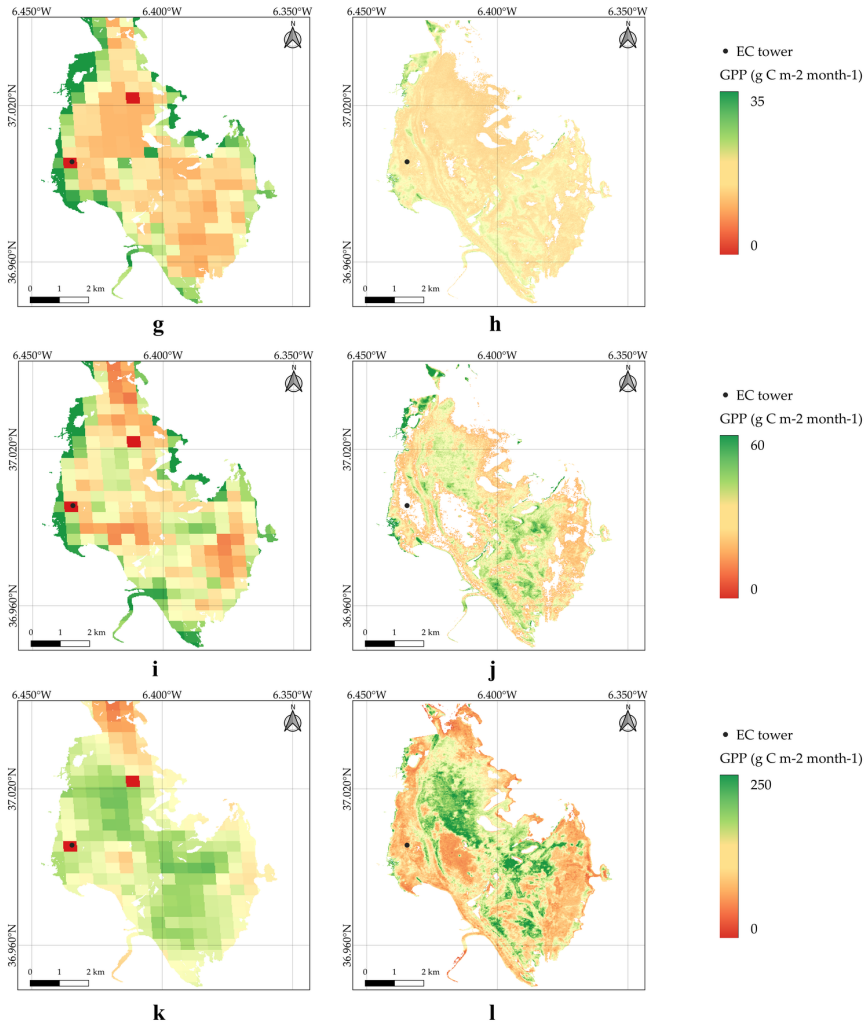 6.450°W 6.400°W 6.350°W
6.450°W 6.400°W 6.350°W
N
N
37.020°N
36.960°N
37.020°N
36.960°N
0 1 2 km
0 1 2 km
EC tower
GPP (g C m-2 month-1)
35
0
g
h
6.450°W 6.400°W 6.350°W
6.450°W 6.400°W 6.350°W
N
N
37.020°N
36.960°N
37.020°N
36.960°N
0 1 2 km
0 1 2 km
EC tower
GPP (g C m-2 month-1)
60
0
i
j
6.450°W 6.400°W 6.350°W
6.450°W 6.400°W 6.350°W
N
N
37.020°N
36.960°N
37.020°N
36.960°N
0 1 2 km
0 1 2 km
EC tower
GPP (g C m-2 month-1)
250
0
k
l